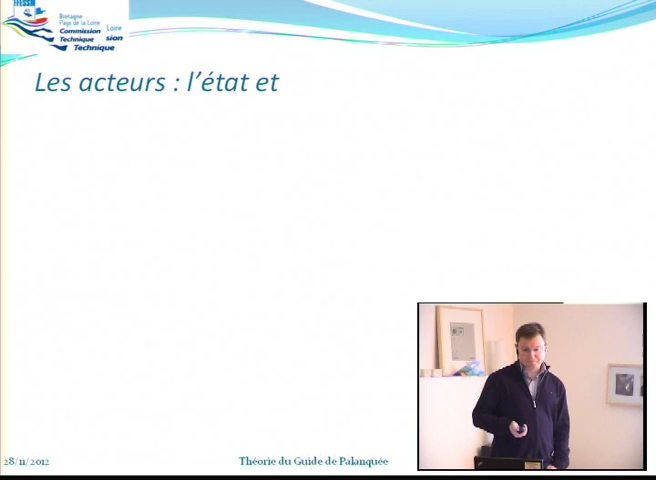 FFESSM
Bretagne
Pays de la Loire
Loire
Commission
Technique
sion
Technique
Les acteurs : l'état et
28/11/2012
Théorie du Guide de Palanquée